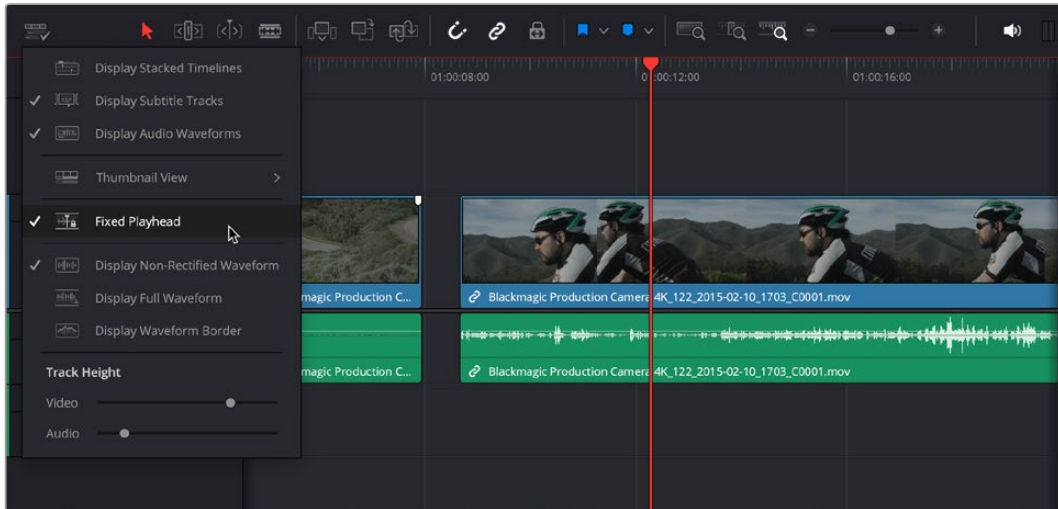 Display Stacked Timelines
Display Subtitle Tracks
Display Audio Waveforms
Thumbnail View
Fixed Playhead
Display Non-Rectified Waveform
Display Full Waveform
Display Waveform Border
Track Height
Video
Audio
01:00:08:00
01:00:12:00
01:00:16:00
magic Production C...
Blackmagic Production Camera 4K_122_2015-02-10_1703_C0001.mov
magic Production C...
Blackmagic Production Camera 4K_122_2015-02-10_1703_C0001.mov